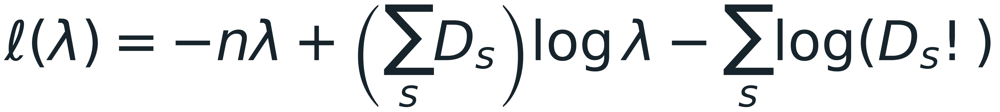 ℓ(λ) = −nλ + (∑_s D_s) log λ − ∑_s log(D_s!)